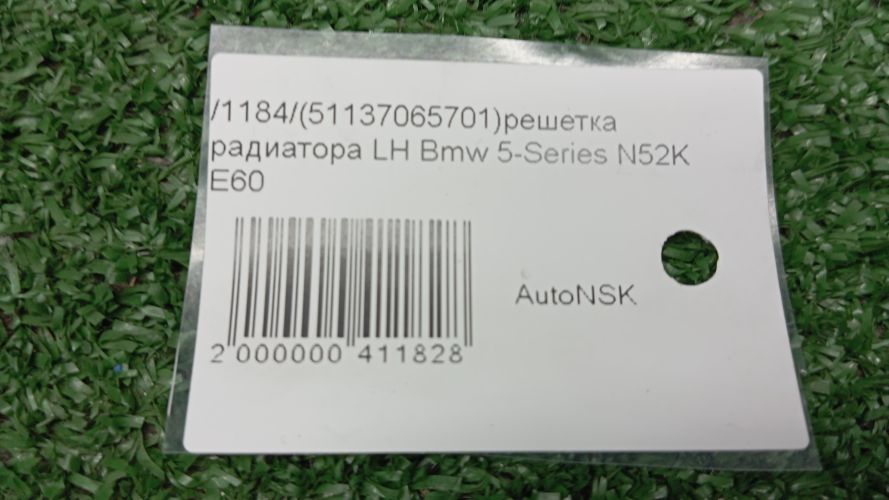 /1184/(51137065701)решетка
радиатора LH Bmw 5-Series N52K
E60
AutoNSK
2 000000 411828